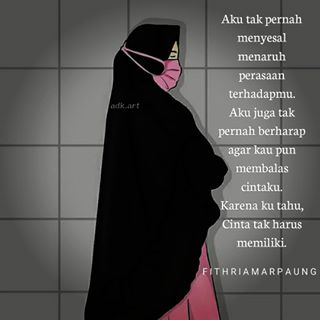 Aku tak pernah
menyesal
menaruh
perasaan
terhadapmu.
Aku juga tak
pernah berharap
agar kau pun
membalas
cintaku.
Karena ku tahu,
Cinta tak harus
memiliki.
FITHRIAMARPAUNG
adk.art